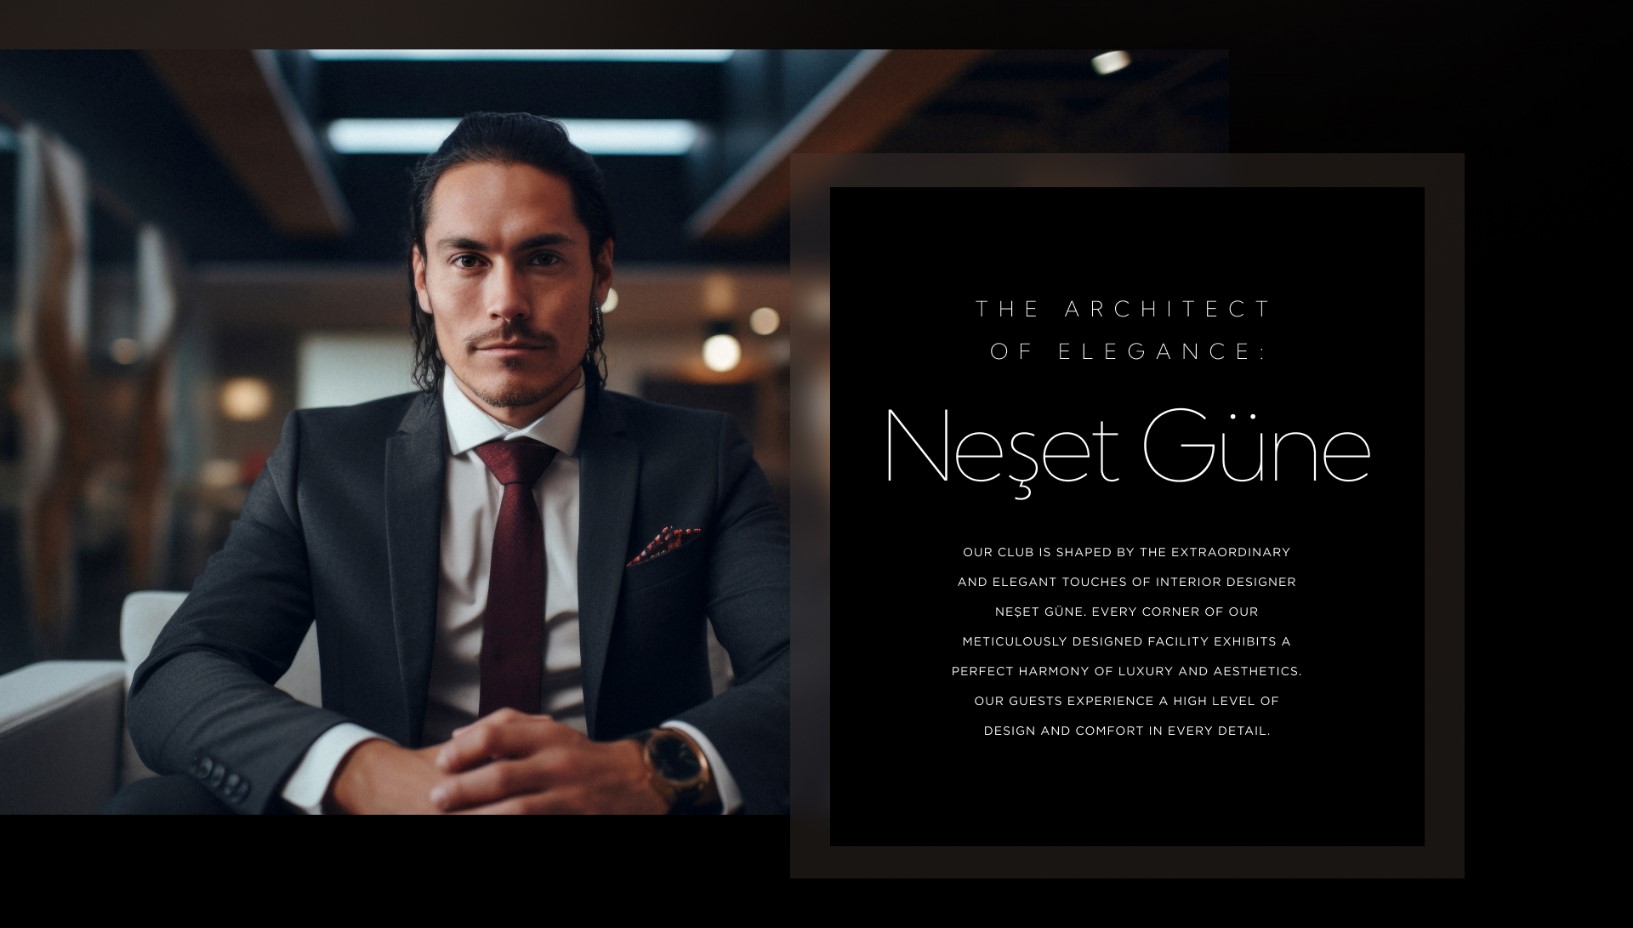 THE ARCHITECT
OF ELEGANCE:
Neşet Güne
OUR CLUB IS SHAPED BY THE EXTRAORDINARY
AND ELEGANT TOUCHES OF INTERIOR DESIGNER
NEŞET GÜNE. EVERY CORNER OF OUR
METICULOUSLY DESIGNED FACILITY EXHIBITS A
PERFECT HARMONY OF LUXURY AND AESTHETICS.
OUR GUESTS EXPERIENCE A HIGH LEVEL OF
DESIGN AND COMFORT IN EVERY DETAIL.